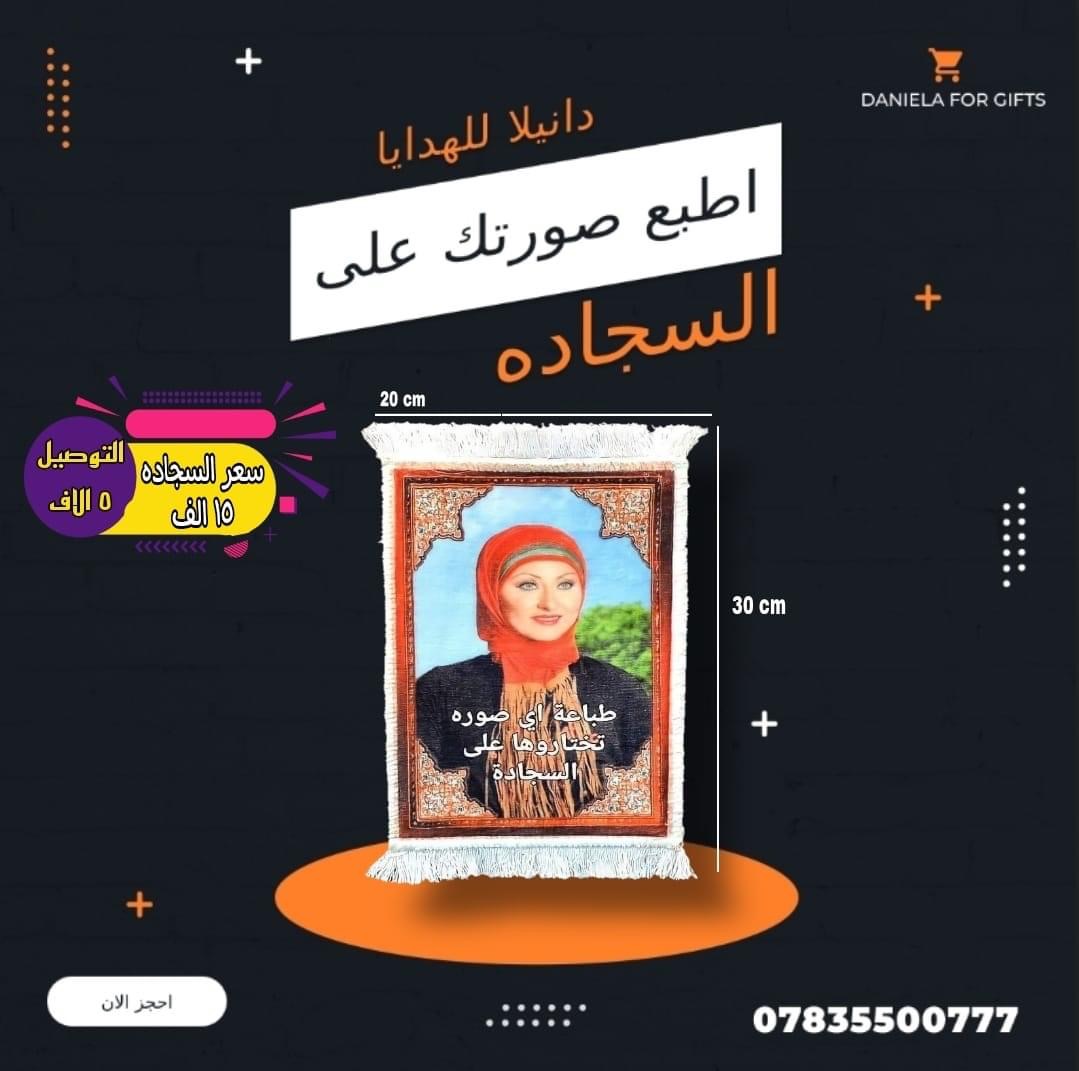 DANIELA FOR GIFTS
دانيلا للهدايا
اطبع صورتك على
السجاده
20 cm
التوصيل
٥ الاف
سعر السجاده
١٥ الف
30 cm
طباعة اي صوره
تختاروها على
السجادة
احجز الان
07835500777